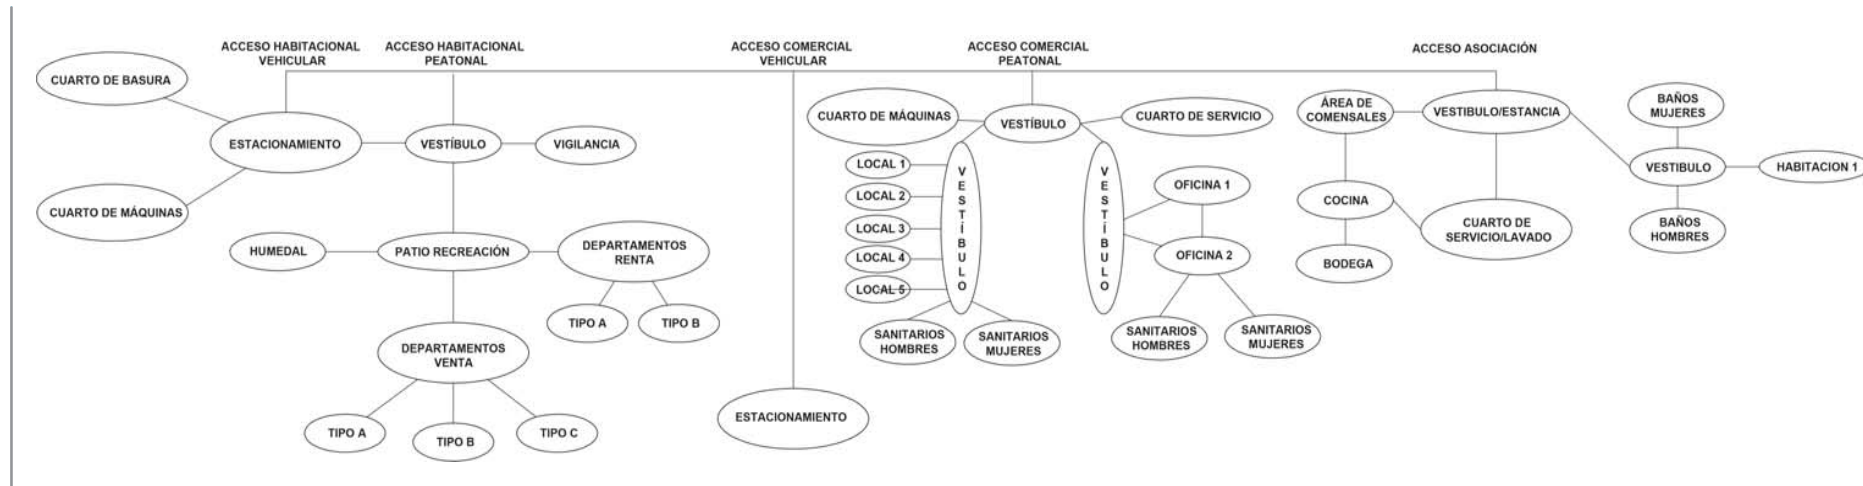 ACCESO HABITACIONAL
VEHICULAR
ACCESO HABITACIONAL
PEATONAL
ACCESO COMERCIAL
VEHICULAR
ACCESO COMERCIAL
PEATONAL
ACCESO ASOCIACIÓN
CUARTO DE BASURA
ESTACIONAMIENTO
VESTÍBULO
VIGILANCIA
CUARTO DE MÁQUINAS
HUMEDAL
PATIO RECREACIÓN
DEPARTAMENTOS
RENTA
TIPO A
TIPO B
DEPARTAMENTOS
VENTA
TIPO A
TIPO B
TIPO C
ESTACIONAMIENTO
CUARTO DE MÁQUINAS
VESTÍBULO
CUARTO DE SERVICIO
LOCAL 1
LOCAL 2
LOCAL 3
LOCAL 4
LOCAL 5
VESTÍBULO
SANITARIOS
HOMBRES
SANITARIOS
MUJERES
VESTÍBULO
OFICINA 1
OFICINA 2
SANITARIOS
HOMBRES
SANITARIOS
MUJERES
ÁREA DE
COMENSALES
VESTIBULO/ESTANCIA
COCINA
CUARTO DE
SERVICIO/LAVADO
BODEGA
BAÑOS
MUJERES
VESTIBULO
HABITACION 1
BAÑOS
HOMBRES